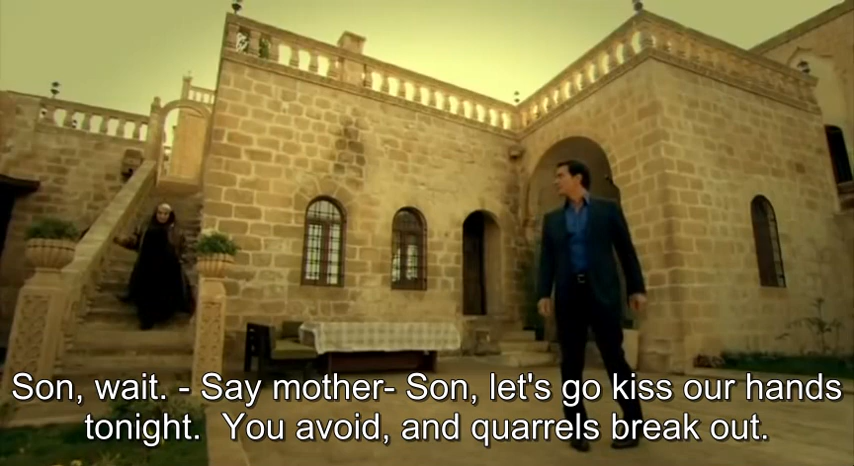 Son, wait. - Say mother- Son, let's go kiss our hands
tonight.  You avoid, and quarrels break out.